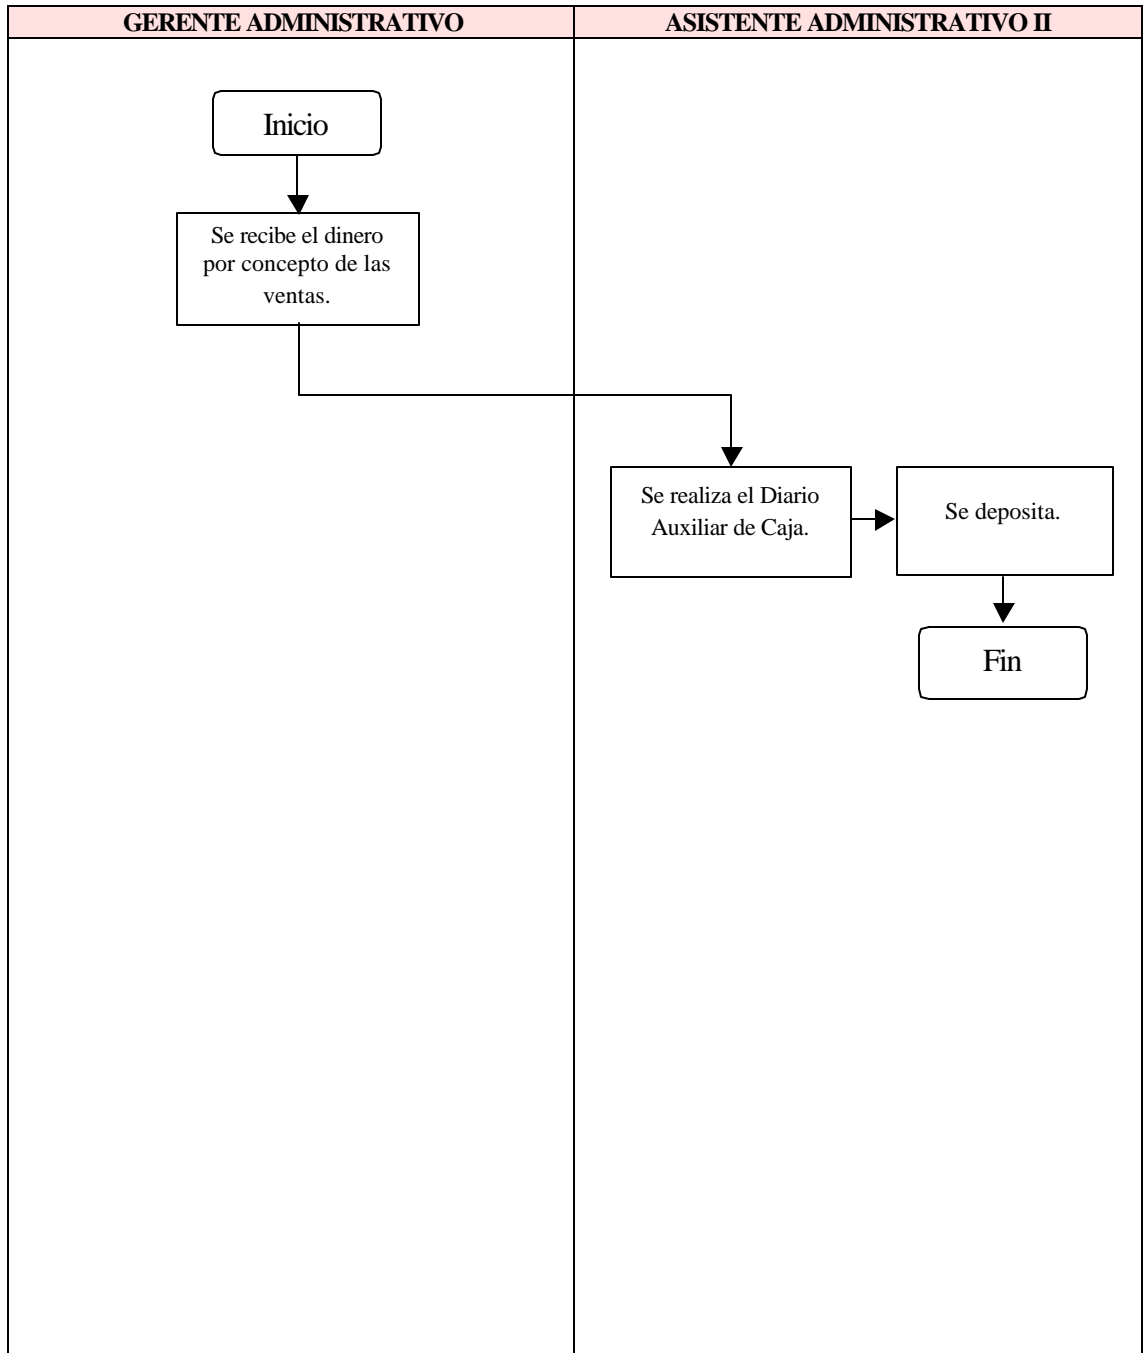 GERENTE ADMINISTRATIVO
ASISTENTE ADMINISTRATIVO II
Inicio
Se recibe el dinero
por concepto de las
ventas.
Se realiza el Diario
Auxiliar de Caja.
Se deposita.
Fin